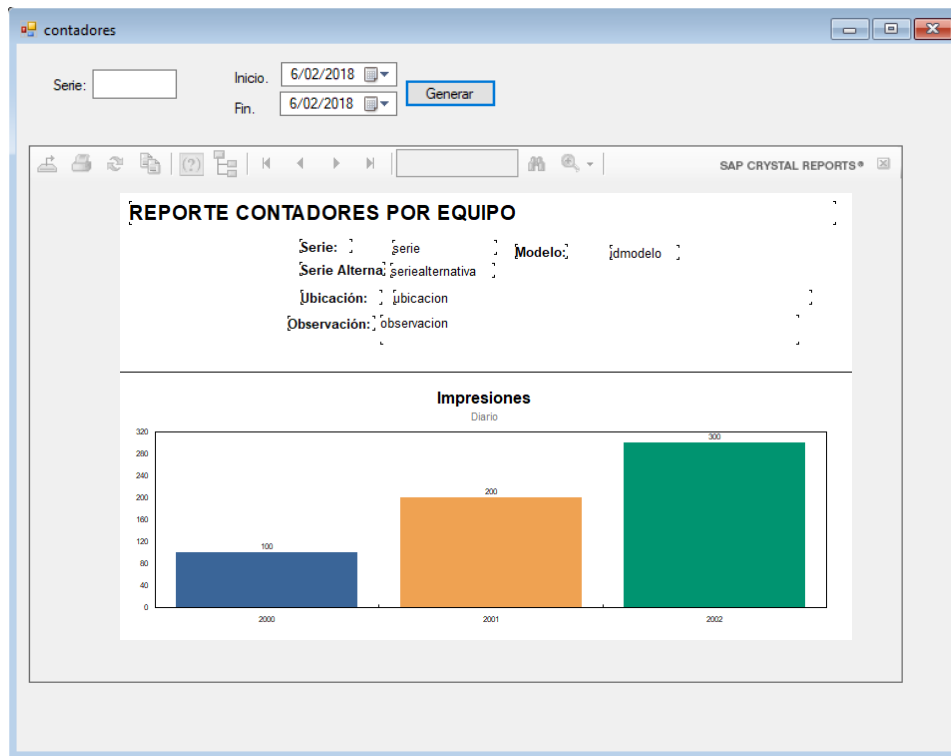 contadores
Serie:
Inicio. 6/02/2018
Fin. 6/02/2018
Generar
(?)
SAP CRYSTAL REPORTS®
REPORTE CONTADORES POR EQUIPO
Serie: serie Modelo: idmodelo
Serie Alterna: seriealternativa
Ubicación: ubicacion
Observación: observacion
Impresiones
Diario
320
280
240
200
160
120
80
40
0
100
200
300
2000 2001 2002